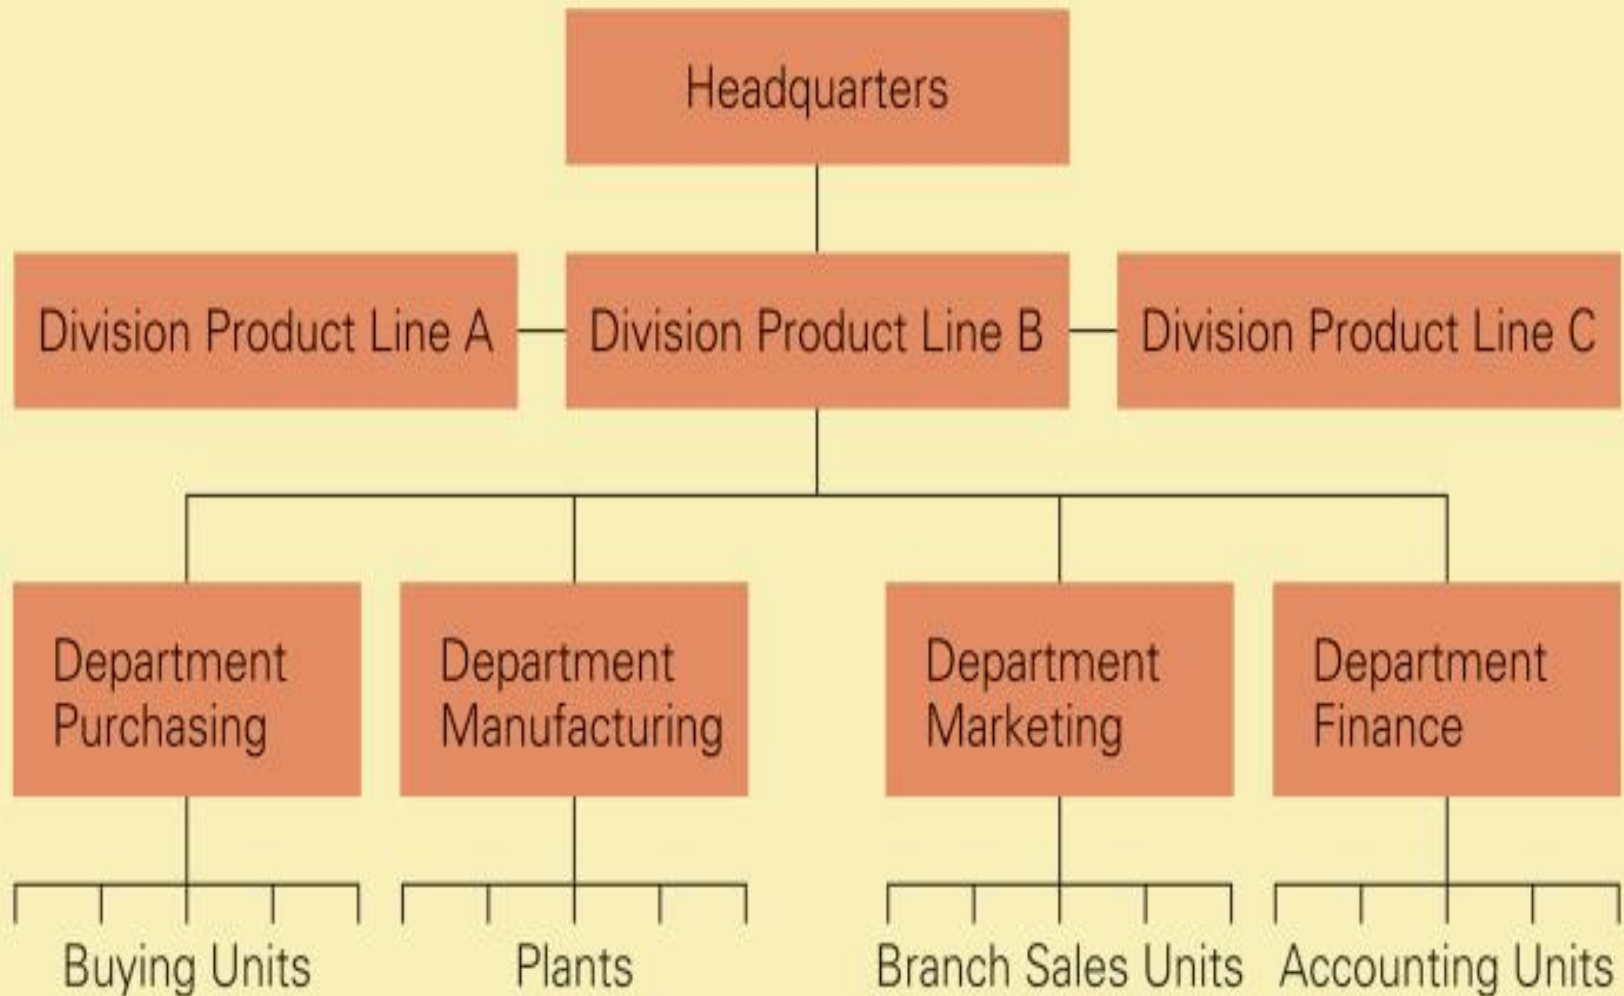 Headquarters
Division Product Line A
Division Product Line B
Division Product Line C
Department
Purchasing
Department
Manufacturing
Department
Marketing
Department
Finance
Buying Units
Plants
Branch Sales Units
Accounting Units